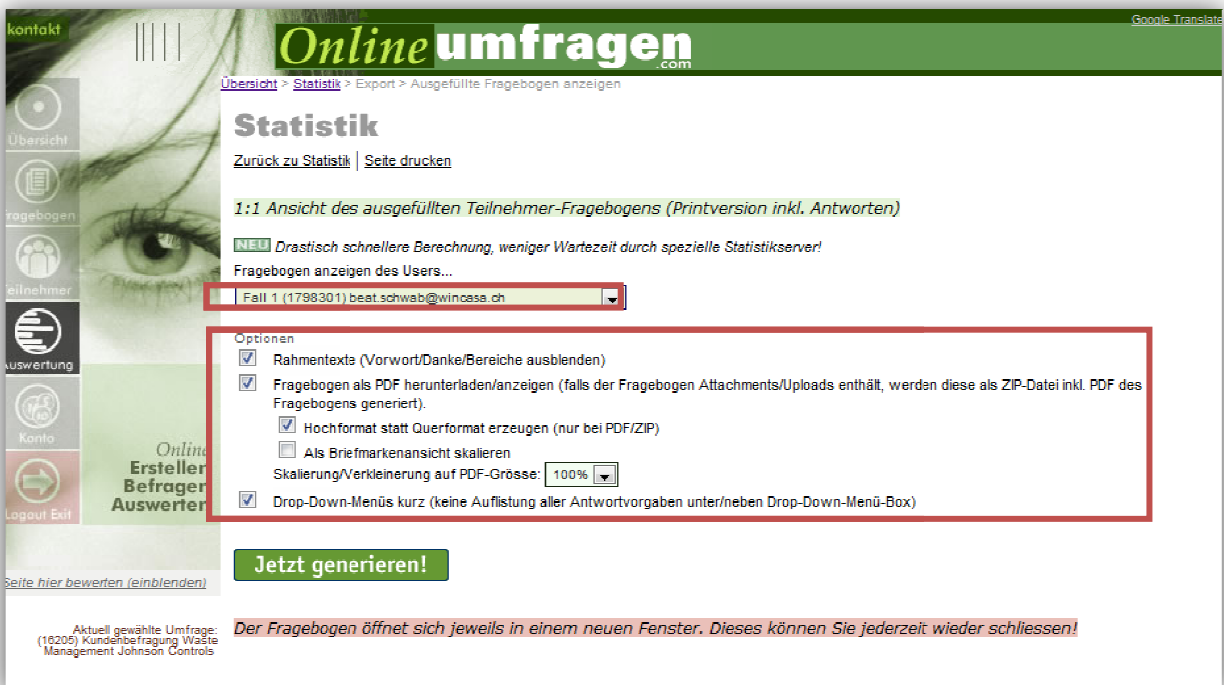 kontakt
Google Translate
Online umfragen
.com
Übersicht > Statistik > Export > Ausgefüllte Fragebogen anzeigen
Statistik
Zurück zu Statistik | Seite drucken
1:1 Ansicht des ausgefüllten Teilnehmer-Fragebogens (Printversion inkl. Antworten)
NEU Drastisch schnellere Berechnung, weniger Wartezeit durch spezielle Statistikserver!
Fragebogen anzeigen des Users...
Fall 1 (1798301) beat.schwab@wincasa.ch
Optionen
Rahmentexte (Vorwort/Danke/Bereiche ausblenden)
Fragebogen als PDF herunterladen/anzeigen (falls der Fragebogen Attachments/Uploads enthält, werden diese als ZIP-Datei inkl. PDF des
Fragebogens generiert).
Hochformat statt Querformat erzeugen (nur bei PDF/ZIP)
Als Briefmarkenansicht skalieren
Skalierung/Verkleinerung auf PDF-Grösse: 100%
Drop-Down-Menüs kurz (keine Auflistung aller Antwortvorgaben unter/neben Drop-Down-Menü-Box)
Jetzt generieren!
Der Fragebogen öffnet sich jeweils in einem neuen Fenster. Dieses können Sie jederzeit wieder schliessen!
Übersicht
ragebogen
eilnehmer
uswertung
Konto
Logout Exit
Online
Ersteller
Befrager
Auswerter
Seite hier bewerten (einblenden)
Aktuell gewählte Umfrage:
(16205) Kundenbefragung Waste
Management Johnson Controls